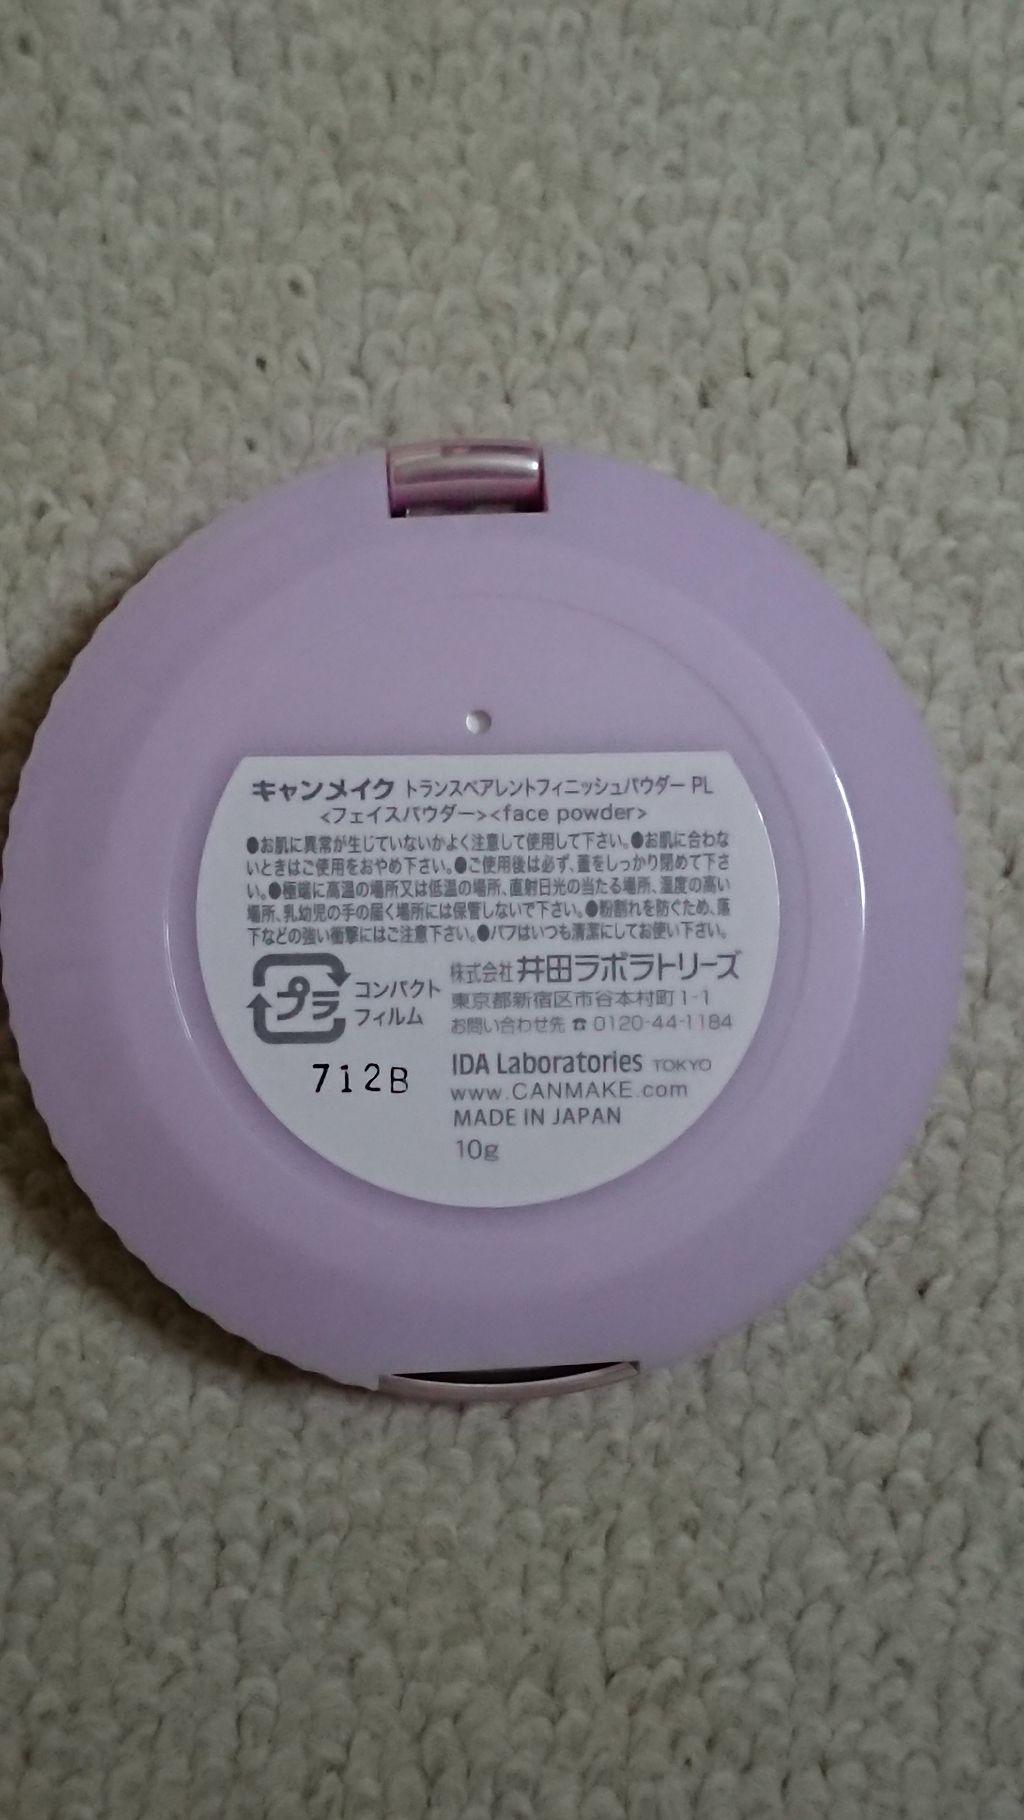 キャンメイク トランスペアレントフィニッシュパウダー PL
<フェイスパウダー><face powder>
●お肌に異常が生じていないかよく注意して使用して下さい。●お肌に合わな
いときはご使用をおやめ下さい。●ご使用後は必ず、蓋をしっかり閉めて下さ
い。●極端に高温の場所又は低温の場所、直射日光の当たる場所、湿度の高い
場所、乳幼児の手の届く場所には保管しないで下さい。●粉割れを防ぐため、落
下などの強い衝撃にはご注意下さい。●パフはいつも清潔にしてお使い下さい。
プラ
コンパクト
フィルム
株式会社 井田ラボラトリーズ
東京都新宿区市谷本村町1-1
お問い合わせ先 ☎ 0120-44-1184
712B
IDA Laboratories TOKYO
www.CANMAKE.com
MADE IN JAPAN
10g